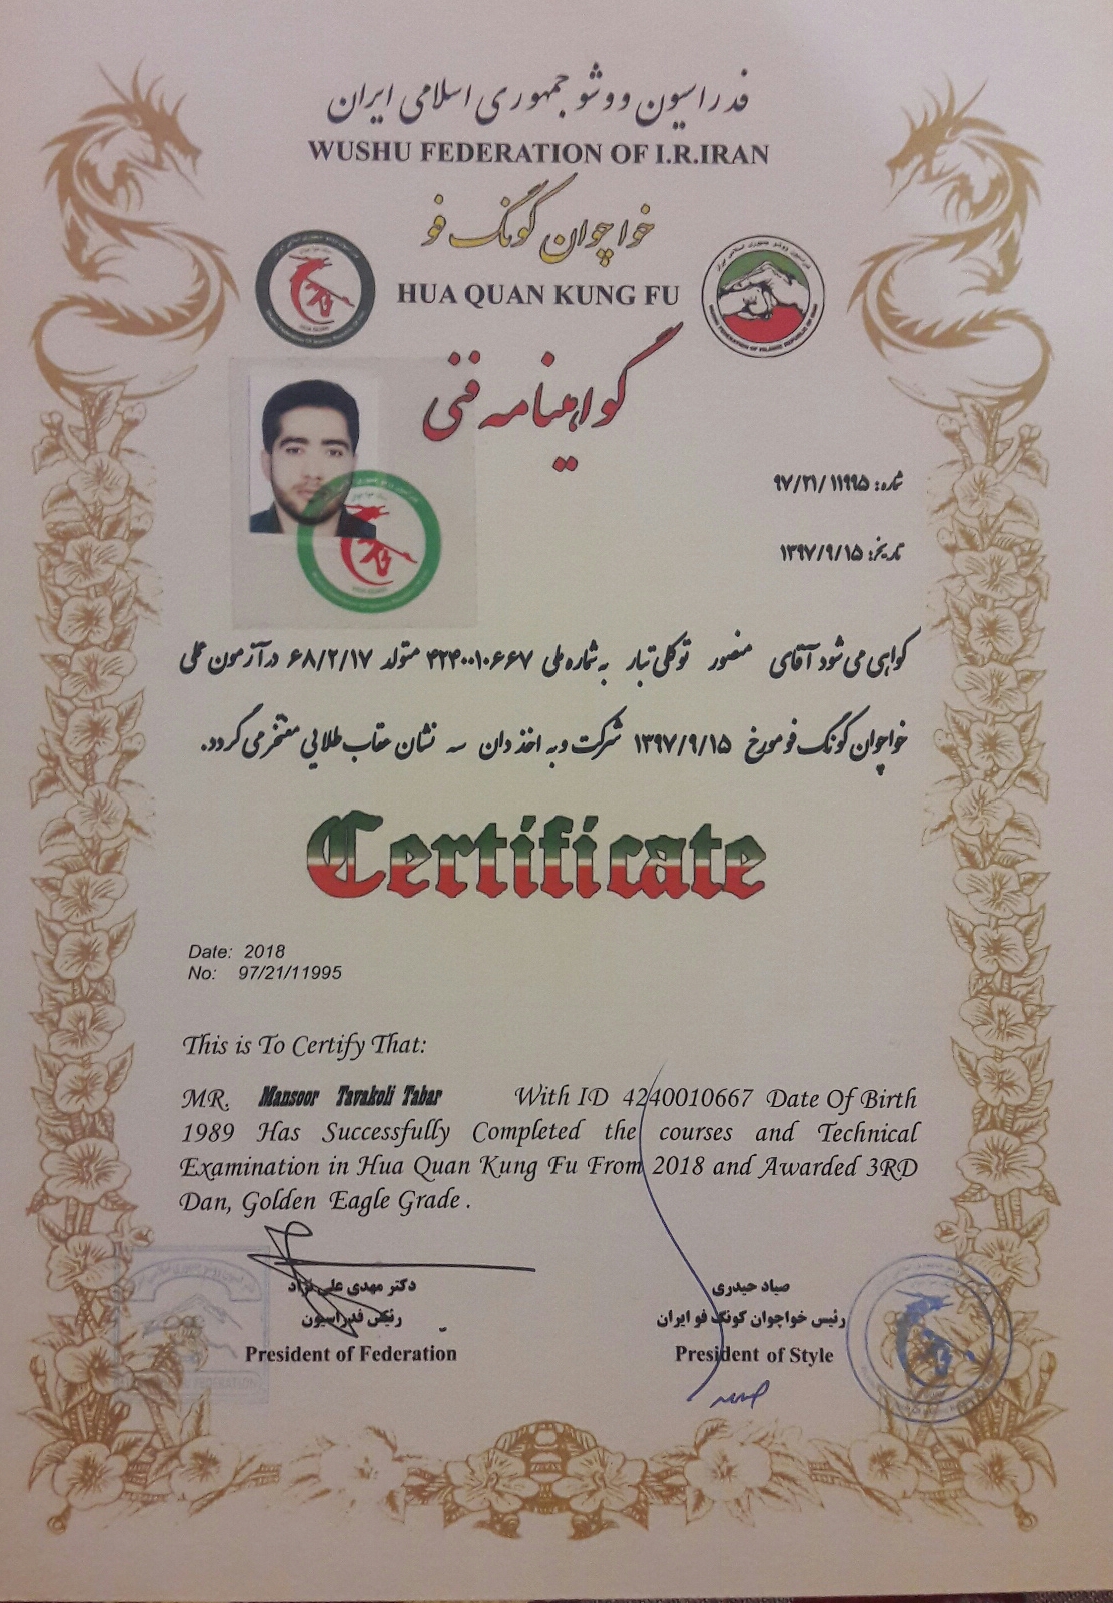 فدراسیون ووشو جمهوری اسلامی ایران
WUSHU FEDERATION OF I.R.IRAN
خواچوان کونگ فو
HUA QUAN KUNG FU
گواهینامه فنی
شماره: ۹۷/۲۱/۱۱۹۹۵
تاریخ: ۱۳۹۷/۹/۱۵
گواهی می شود آقای منصور توکلی تبار به شماره ملی ۴۲۴۰۰۱۰۶۶۷ متولد ۶۸/۲/۱۷ در آزمون عملی
خواچوان کونگ فو مورخ ۱۳۹۷/۹/۱۵ شرکت و به اخذ دان سه نشان عقاب طلایی مفتخر می گردد.
Certificate
Date: 2018
No: 97/21/11995
This is To Certify That:
MR. Mansoor Tavakoli Tabar With ID 4240010667 Date Of Birth
1989 Has Successfully Completed the courses and Technical
Examination in Hua Quan Kung Fu From 2018 and Awarded 3RD
Dan, Golden Eagle Grade .
دکتر مهدی علی نژاد
رئیس فدراسیون
President of Federation
صیاد حیدری
رئیس خواچوان کونگ فو ایران
President of Style